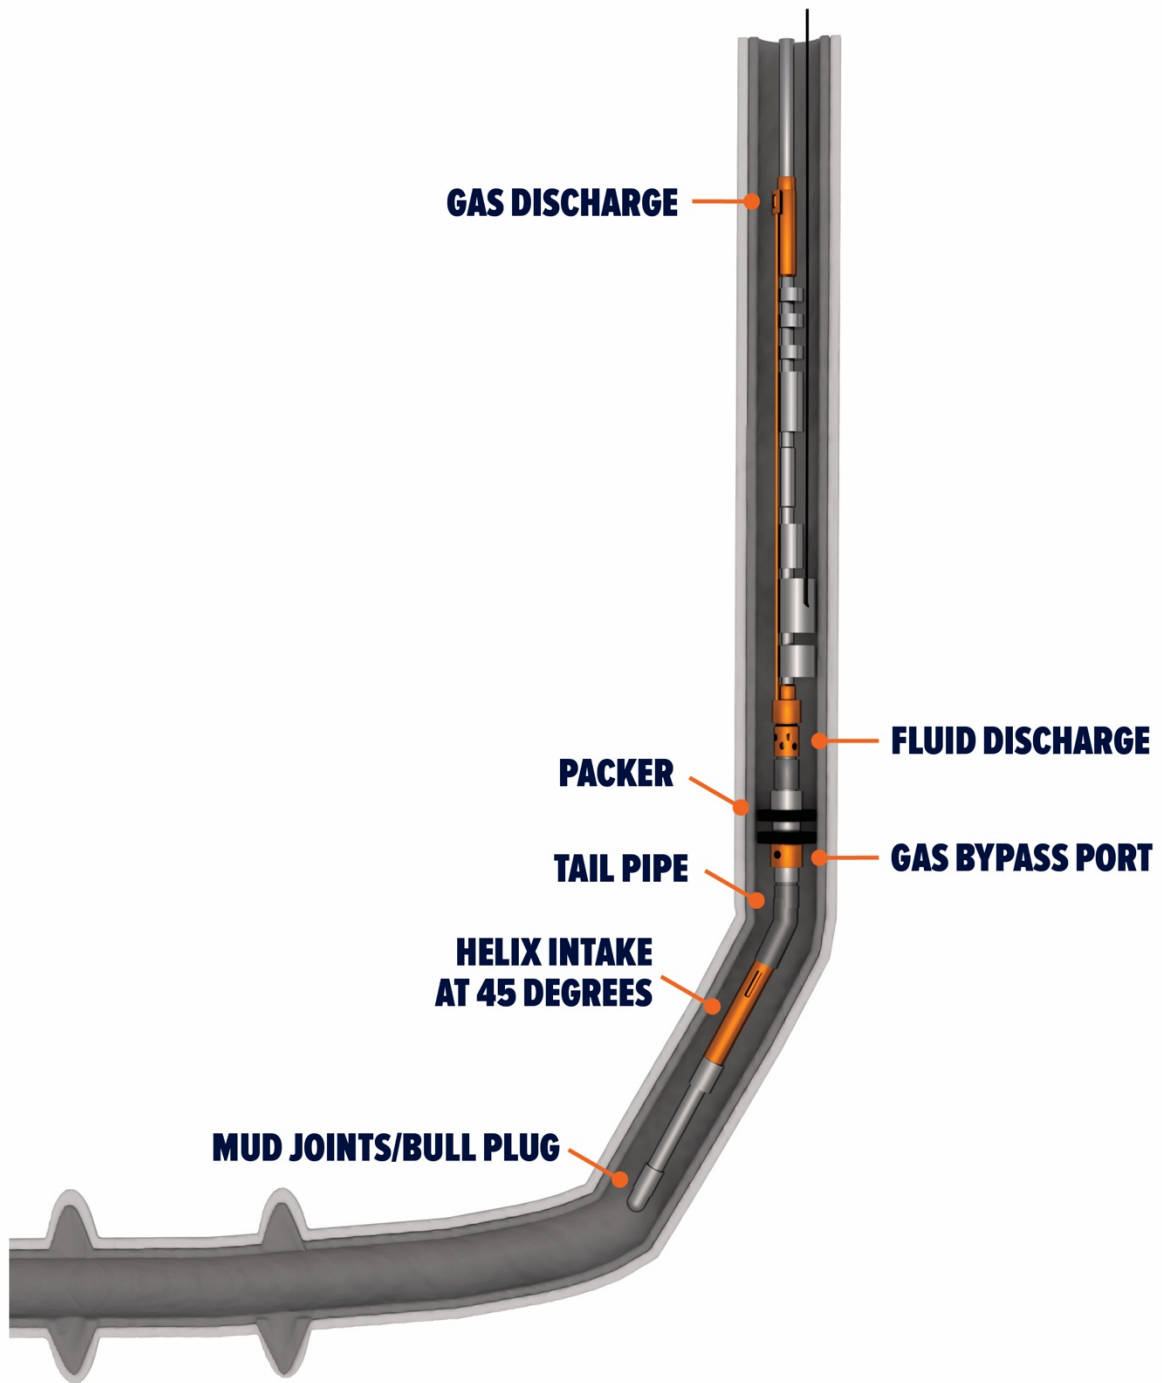 GAS DISCHARGE
FLUID DISCHARGE
PACKER
GAS BYPASS PORT
TAIL PIPE
HELIX INTAKE
AT 45 DEGREES
MUD JOINTS/BULL PLUG